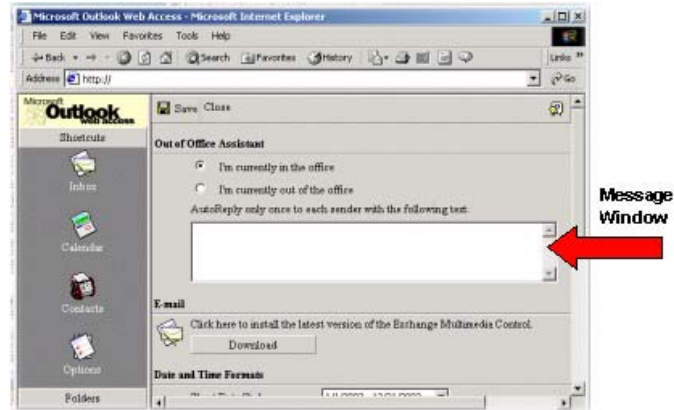 Microsoft Outlook Web Access - Microsoft Internet Explorer
File Edit View Favorites Tools Help
Back Search Favorites History Links »
Address http:// Go
Microsoft
Outlook
Web Access
Save Close
Shortcuts
Out of Office Assistant
I'm currently in the office
Inbox
I'm currently out of the office
AutoReply only once to each sender with the following text:
Message
Window
Calendar
Contacts
E-mail
Click here to install the latest version of the Exchange Multimedia Control.
Download
Options
Date and Time Formats
Folders